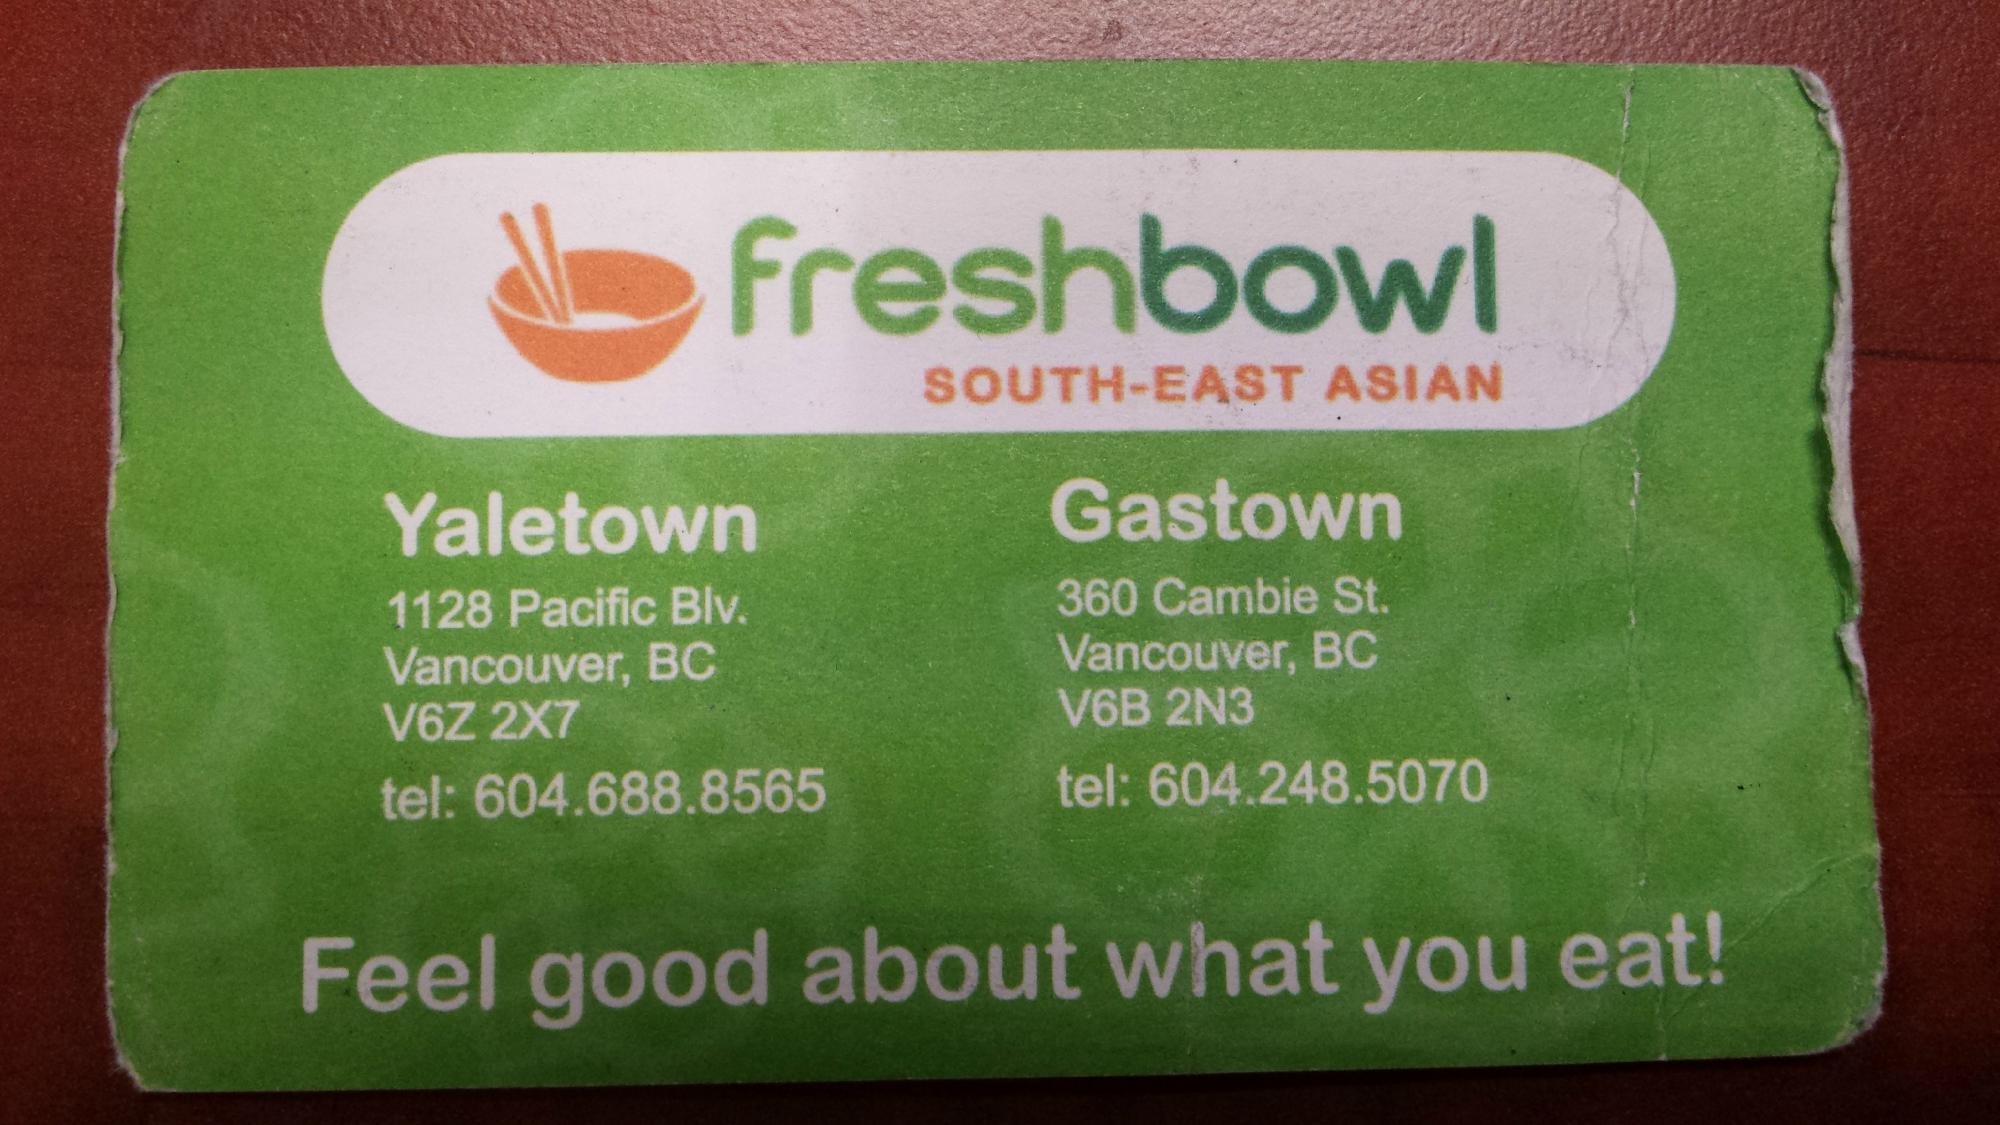 freshbowl
SOUTH-EAST ASIAN
Yaletown
1128 Pacific Blv.
Vancouver, BC
V6Z 2X7
tel: 604.688.8565
Gastown
360 Cambie St.
Vancouver, BC
V6B 2N3
tel: 604.248.5070
Feel good about what you eat!